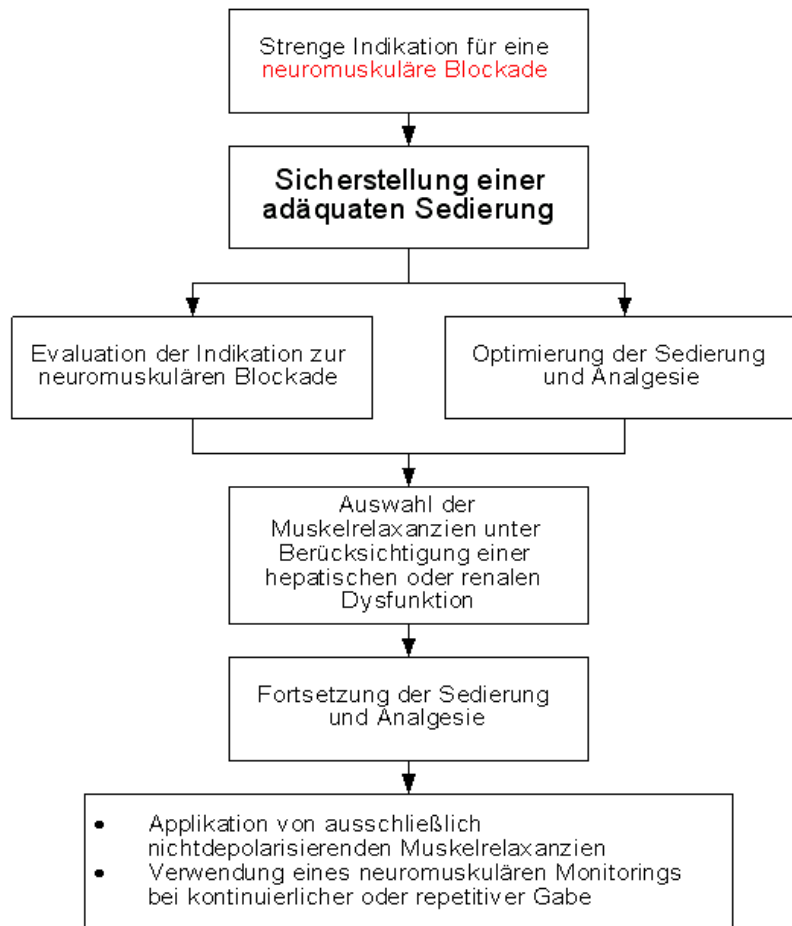 Strenge Indikation für eine
neuromuskuläre Blockade
Sicherstellung einer
adäquaten Sedierung
Evaluation der Indikation zur
neuromuskulären Blockade
Optimierung der Sedierung
und Analgesie
Auswahl der
Muskelrelaxanzien unter
Berücksichtigung einer
hepatischen oder renalen
Dysfunktion
Fortsetzung der Sedierung
und Analgesie
• Applikation von ausschließlich
nichtdepolarisierenden Muskelrelaxanzien
• Verwendung eines neuromuskulären Monitorings
bei kontinuierlicher oder repetitiver Gabe